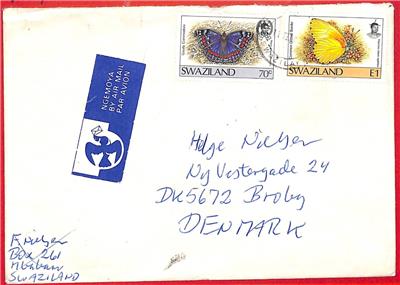 SWAZILAND 70c
SWAZILAND E1
NGEMOYA
BY AIR MAIL
PAR AVION
Helge Nielsen
Ny Vestergade 24
DK5672 Broby
DENMARK
F. Nielsen
Box 261
Mbabane
SWAZILAND